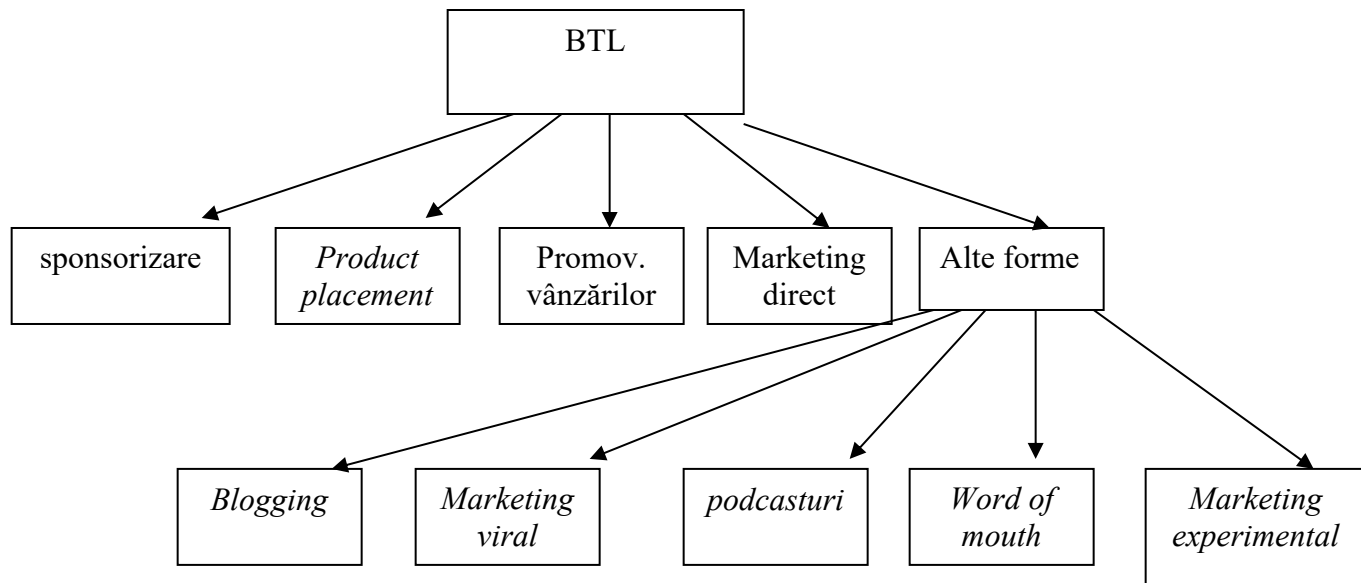 BTL
sponsorizare
Product
placement
Promov.
vânzărilor
Marketing
direct
Alte forme
Blogging
Marketing
viral
podcasturi
Word of
mouth
Marketing
experimental